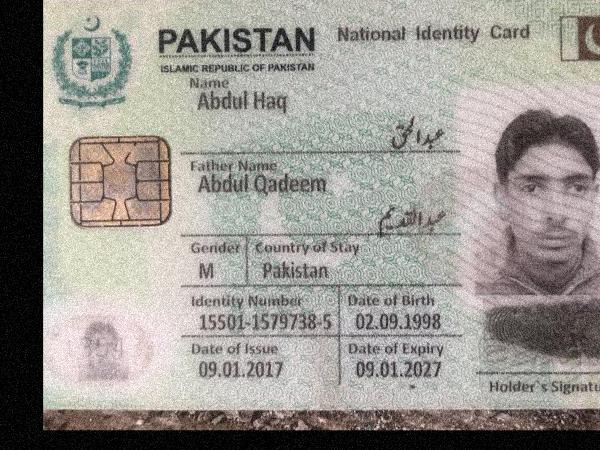 PAKISTAN National Identity Card
ISLAMIC REPUBLIC OF PAKISTAN
Name
Abdul Haq
عبدالحق
Father Name
Abdul Qadeem
عبدالقدیم
Gender Country of Stay
M Pakistan
Identity Number Date of Birth
15501-1579738-5 02.09.1998
Date of Issue Date of Expiry
09.01.2017 09.01.2027
Holder's Signatu